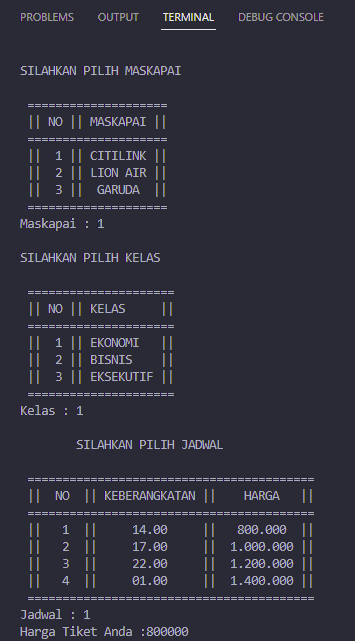 PROBLEMS OUTPUT TERMINAL DEBUG CONSOLE
SILAHKAN PILIH MASKAPAI
====================
|| NO || MASKAPAI ||
====================
||  1 || CITILINK ||
||  2 || LION AIR ||
||  3 ||  GARUDA  ||
====================
Maskapai : 1
SILAHKAN PILIH KELAS
=====================
|| NO || KELAS     ||
=====================
||  1 || EKONOMI   ||
||  2 || BISNIS    ||
||  3 || EKSEKUTIF ||
=====================
Kelas : 1
SILAHKAN PILIH JADWAL
=========================================
||  NO  || KEBERANGKATAN ||    HARGA   ||
=========================================
||   1  ||     14.00     ||   800.000  ||
||   2  ||     17.00     || 1.000.000 ||
||   3  ||     22.00     || 1.200.000 ||
||   4  ||     01.00     || 1.400.000 ||
=========================================
Jadwal : 1
Harga Tiket Anda :800000